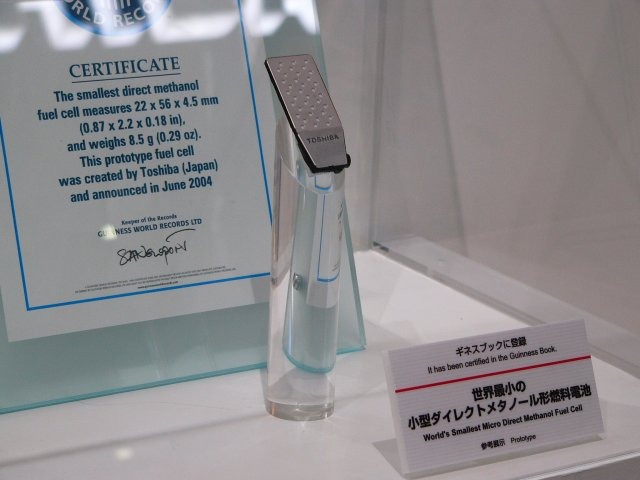 WORLD RECOR
CERTIFICATE
The smallest direct methanol
fuel cell measures 22 x 56 x 4.5 mm
(0.87 x 2.2 x 0.18 in),
and weighs 8.5 g (0.29 oz).
This prototype fuel cell
was created by Toshiba (Japan)
and announced in June 2004
Keeper of the Records
GUINNESS WORLD RECORDS LTD
TOSHIBA
ギネスブックに登録
It has been certified in the Guinness Book.
世界最小の
小型ダイレクトメタノール形燃料電池
World's Smallest Micro Direct Methanol Fuel Cell
参考展示 Prototype